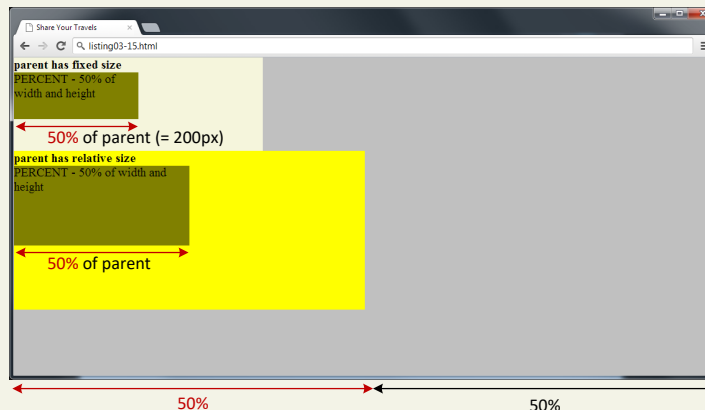 Share Your Travels
listing03-15.html
parent has fixed size
PERCENT - 50% of
width and height
50% of parent (= 200px)
parent has relative size
PERCENT - 50% of width and
height
50% of parent
50%
50%